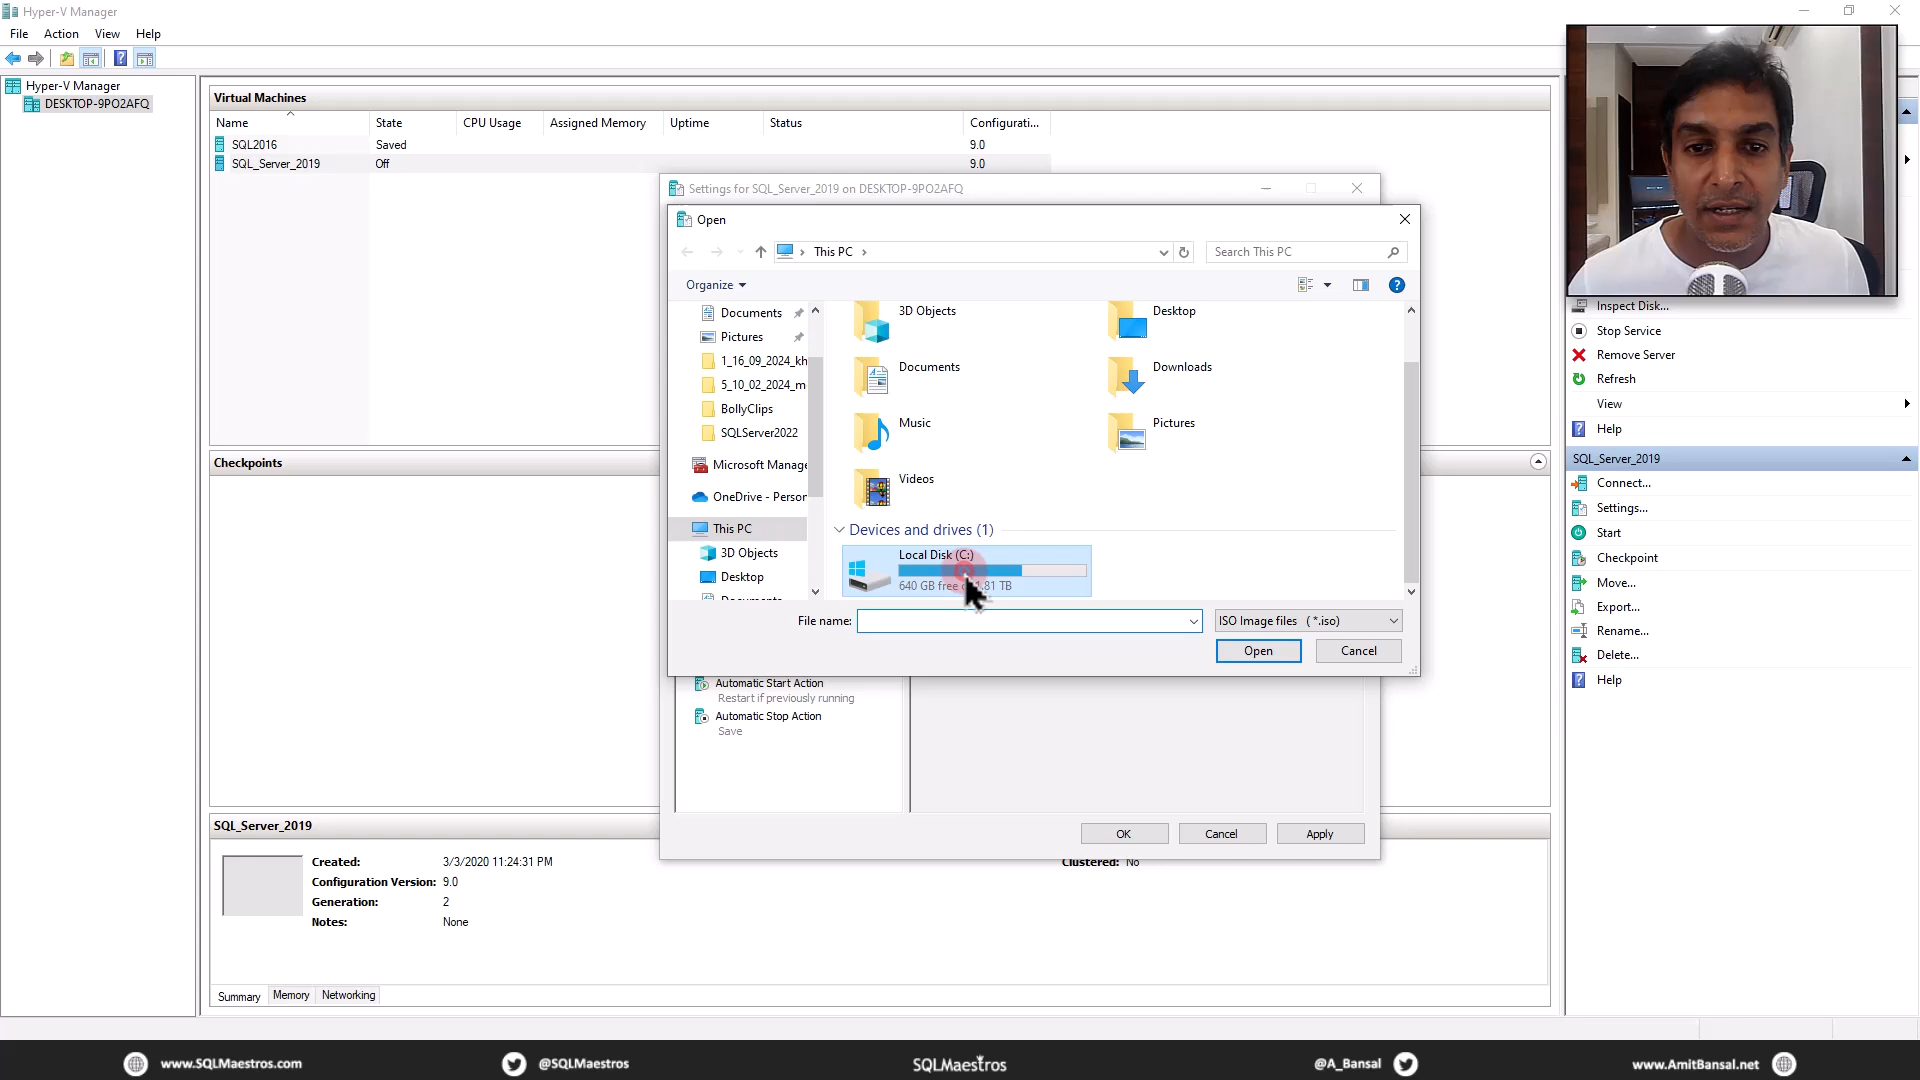 Hyper-V Manager
File Action View Help
Hyper-V Manager
DESKTOP-9PO2AFQ
Virtual Machines
Name State CPU Usage Assigned Memory Uptime Status Configurati...
SQL2016 Saved 9.0
SQL_Server_2019 Off 9.0
Settings for SQL_Server_2019 on DESKTOP-9PO2AFQ
Open
This PC
Search This PC
Organize
Documents
Pictures
1_16_09_2024_kh
5_10_02_2024_m
BollyClips
SQLServer2022
Microsoft Manage
OneDrive - Person
This PC
3D Objects
Desktop
3D Objects Desktop
Documents Downloads
Music Pictures
Videos
Devices and drives (1)
Local Disk (C:)
640 GB free 1.81 TB
File name:
ISO Image files (*.iso)
Open Cancel
Automatic Start Action
Restart if previously running
Automatic Stop Action
Save
OK Cancel Apply
Checkpoints
SQL_Server_2019
Created: 3/3/2020 11:24:31 PM
Configuration Version: 9.0
Generation: 2
Notes: None
Clustered: No
Summary Memory Networking
Inspect Disk...
Stop Service
Remove Server
Refresh
View
Help
SQL_Server_2019
Connect...
Settings...
Start
Checkpoint
Move...
Export...
Rename...
Delete...
Help
www.SQLMaestros.com @SQLMaestros SQLMaestros @A_Bansal www.AmitBansal.net